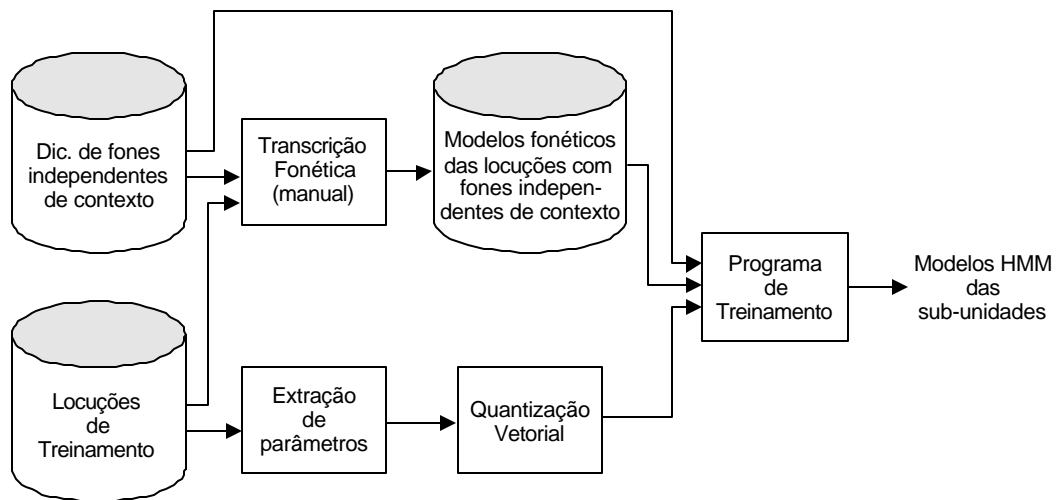 Dic. de fones
independentes
de contexto
Transcrição
Fonética
(manual)
Modelos fonéticos
das locuções com
fones indepen-
dentes de contexto
Programa
de
Treinamento
Modelos HMM
das
sub-unidades
Locuções
de
Treinamento
Extração
de
parâmetros
Quantização
Vetorial